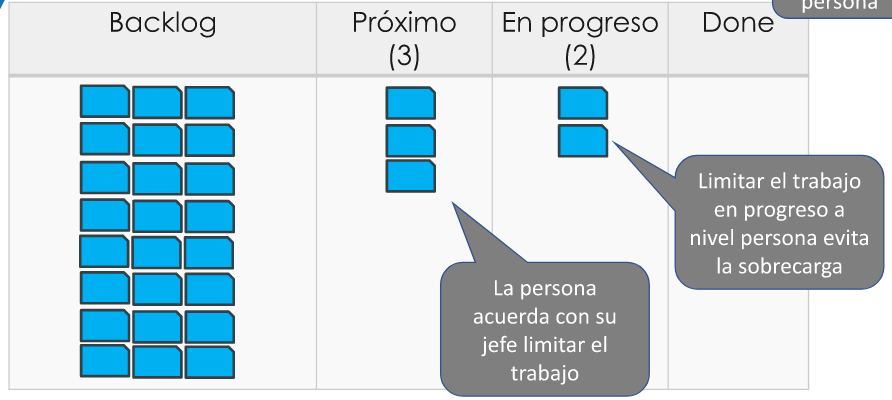 persona
Backlog
Próximo
(3)
En progreso
(2)
Done
Limitar el trabajo
en progreso a
nivel persona evita
la sobrecarga
La persona
acuerda con su
jefe limitar el
trabajo